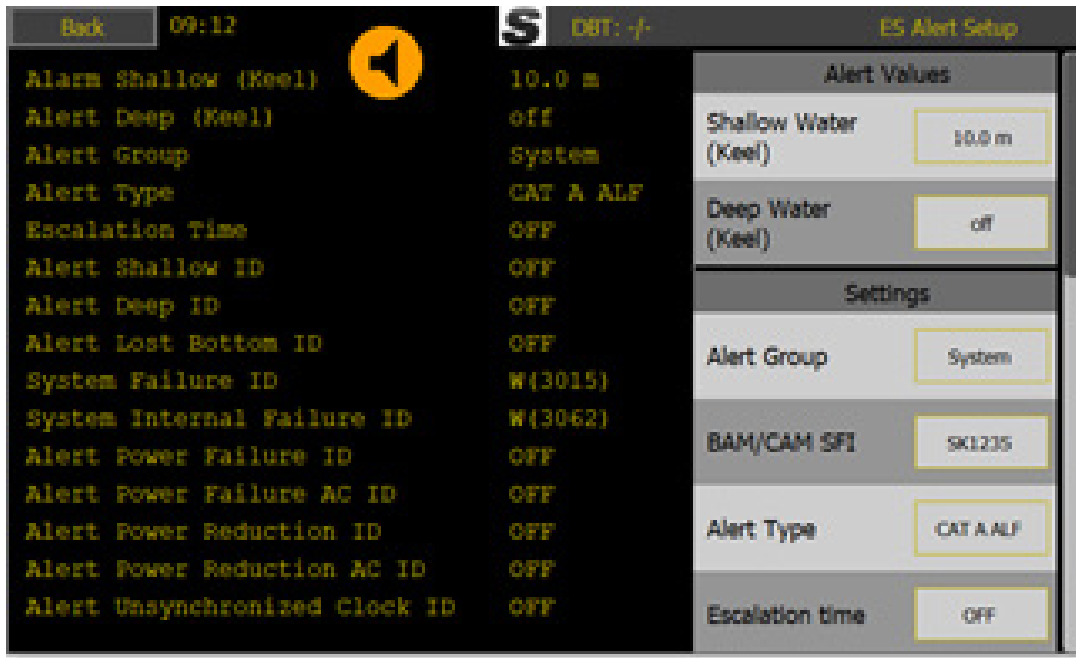 Back 09:12 S DBT: -/- ES Alert Setup
Alarm Shallow (Keel) 10.0 m
Alert Deep (Keel) off
Alert Group System
Alert Type CAT A ALF
Escalation Time OFF
Alert Shallow ID OFF
Alert Deep ID OFF
Alert Lost Bottom ID OFF
System Failure ID W(3015)
System Internal Failure ID W(3062)
Alert Power Failure ID OFF
Alert Power Failure AC ID OFF
Alert Power Reduction ID OFF
Alert Power Reduction AC ID OFF
Alert Unsynchronized Clock ID OFF
Alert Values
Shallow Water
(Keel) 10.0 m
Deep Water
(Keel) off
Settings
Alert Group System
BAM/CAM SFI SK1235
Alert Type CAT A ALF
Escalation time OFF